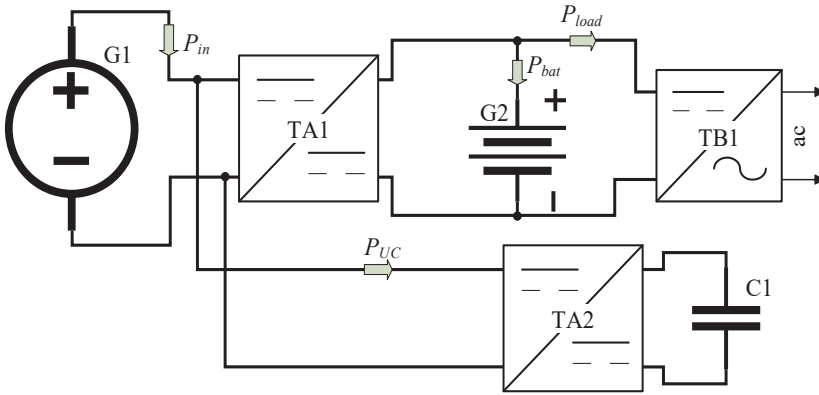 G1
P_in
TA1
P_load
P_bat
G2
TB1
ac
P_UC
TA2
C1